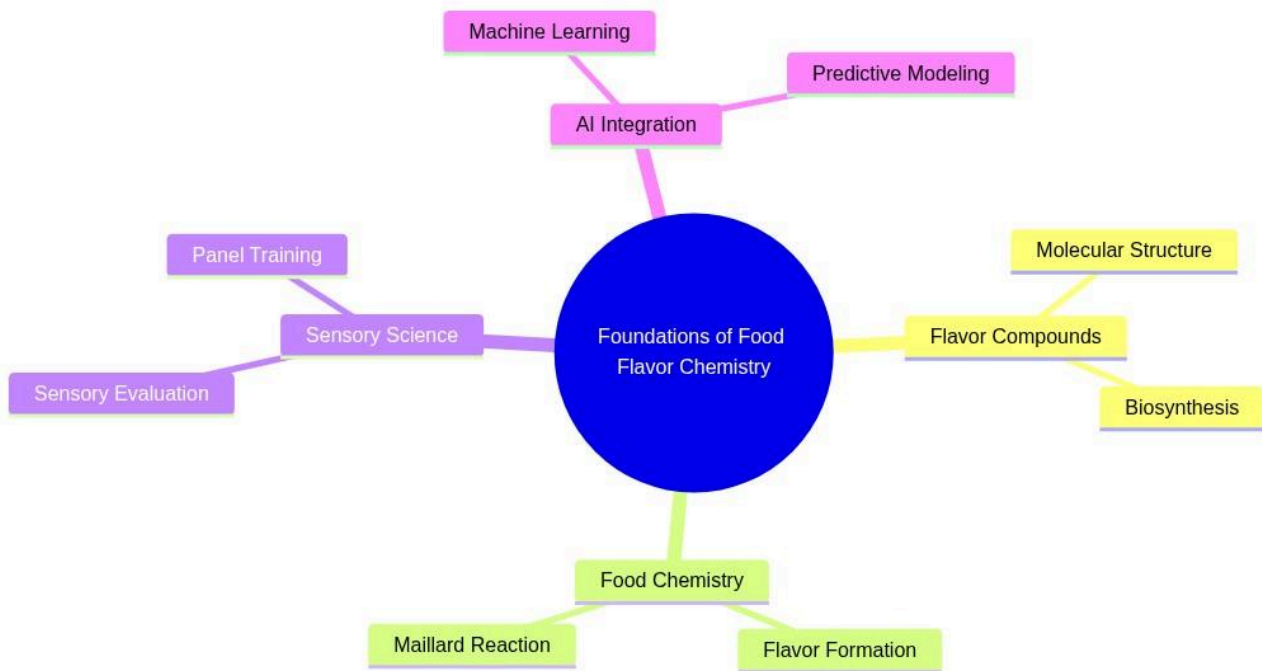 Machine Learning
Predictive Modeling
AI Integration
Panel Training
Molecular Structure
Sensory Science
Foundations of Food
Flavor Chemistry
Flavor Compounds
Sensory Evaluation
Biosynthesis
Food Chemistry
Maillard Reaction
Flavor Formation